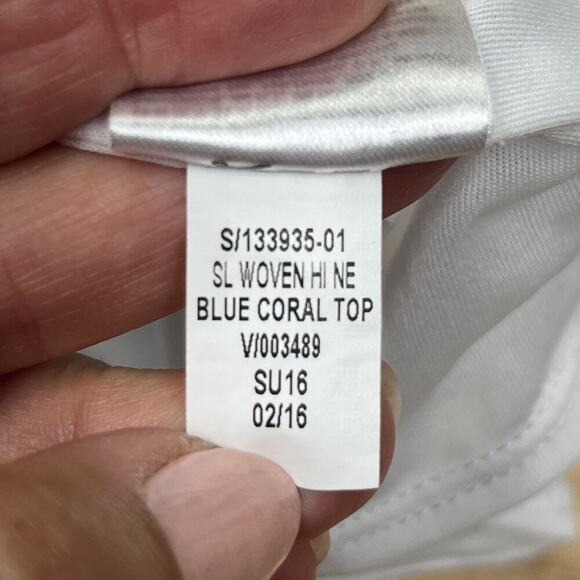 S/133935-01
SL WOVEN HI NE
BLUE CORAL TOP
V/003489
SU16
02/16